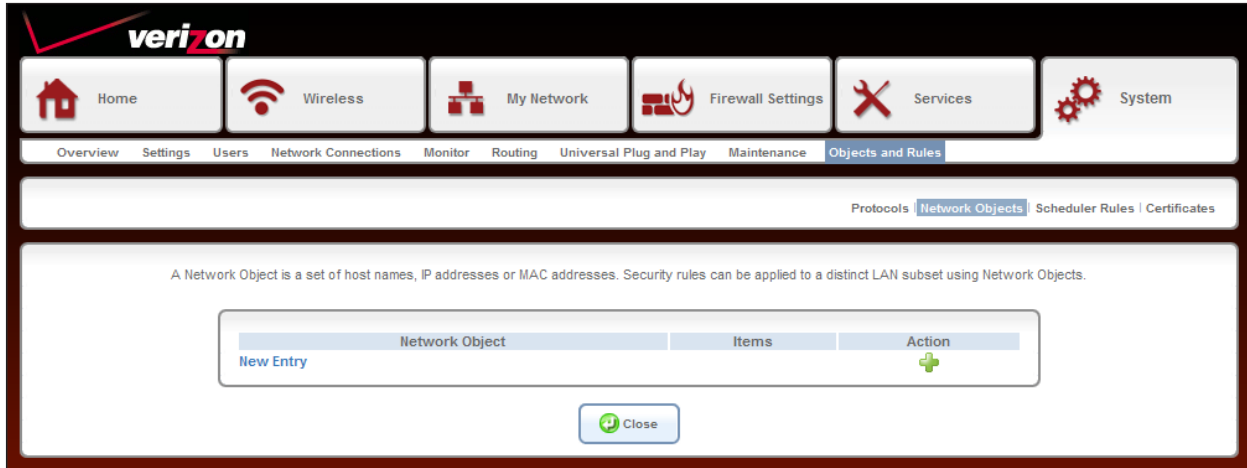 verizon
Home Wireless My Network Firewall Settings Services System
Overview Settings Users Network Connections Monitor Routing Universal Plug and Play Maintenance Objects and Rules
Protocols | Network Objects | Scheduler Rules | Certificates
A Network Object is a set of host names, IP addresses or MAC addresses. Security rules can be applied to a distinct LAN subset using Network Objects.
Network Object Items Action
New Entry
Close